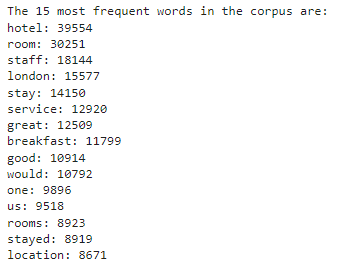 The 15 most frequent words in the corpus are:
hotel: 39554
room: 30251
staff: 18144
london: 15577
stay: 14150
service: 12920
great: 12509
breakfast: 11799
good: 10914
would: 10792
one: 9896
us: 9518
rooms: 8923
stayed: 8919
location: 8671